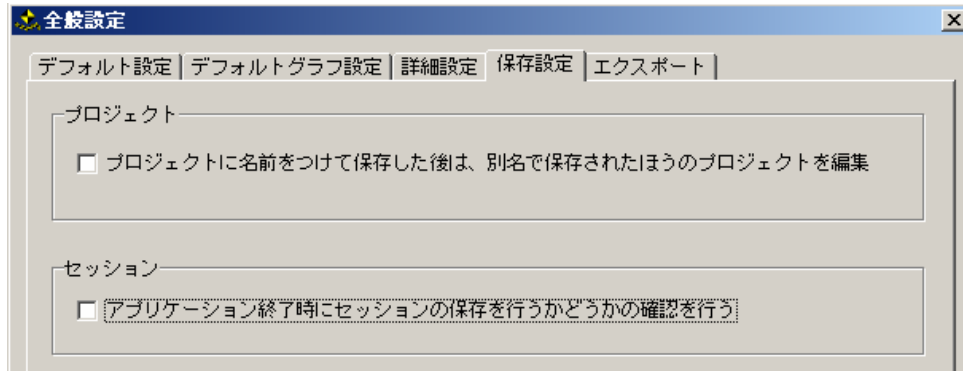 全般設定
デフォルト設定 デフォルトグラフ設定 詳細設定 保存設定 エクスポート
プロジェクト
プロジェクトに名前をつけて保存した後は、別名で保存されたほうのプロジェクトを編集
セッション
アプリケーション終了時にセッションの保存を行うかどうかの確認を行う